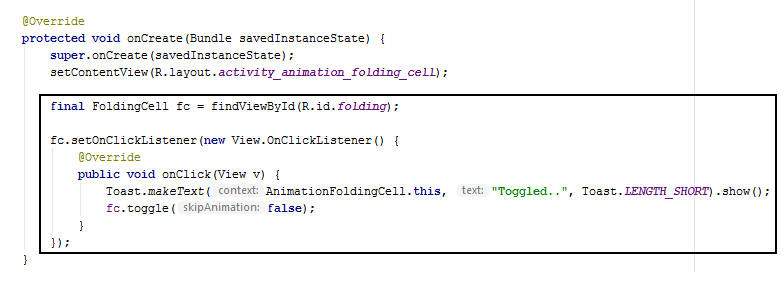 @Override
protected void onCreate(Bundle savedInstanceState) {
    super.onCreate(savedInstanceState);
    setContentView(R.layout.activity_animation_folding_cell);
    final FoldingCell fc = findViewById(R.id.folding);
    fc.setOnClickListener(new View.OnClickListener() {
        @Override
        public void onClick(View v) {
            Toast.makeText( context: AnimationFoldingCell.this,  text: "Toggled..", Toast.LENGTH_SHORT).show();
            fc.toggle( skipAnimation: false);
        }
    });
}